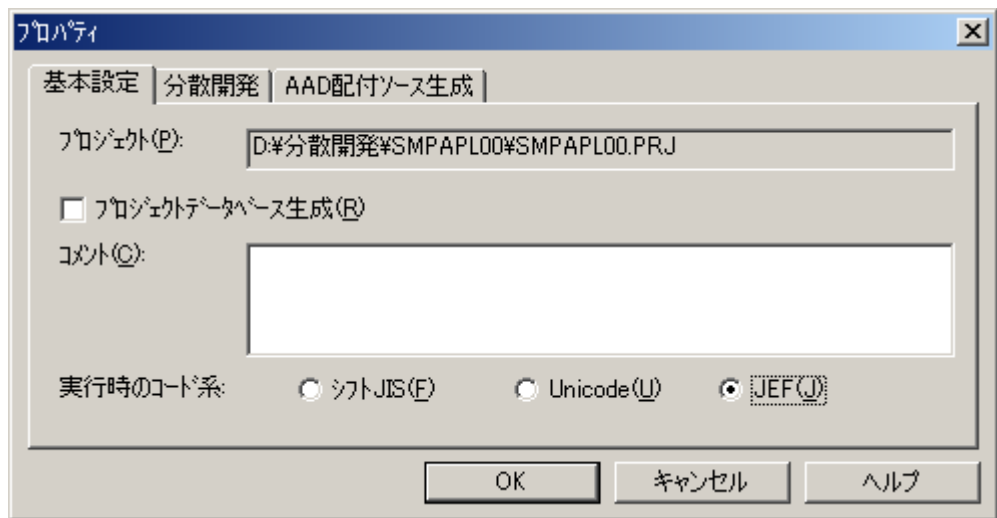 ﾌﾟﾛﾊﾟﾃｨ
基本設定 分散開発 AAD配付ソース生成
ﾌﾟﾛｼﾞｪｸﾄ(P): D:¥分散開発¥SMPAPL00¥SMPAPL00.PRJ
ﾌﾟﾛｼﾞｪｸﾄﾃﾞｰﾀﾍﾞｰｽ生成(R)
ｺﾒﾝﾄ(C):
実行時のｺｰﾄﾞ系: ｼﾌﾄJIS(F) Unicode(U) JEF(J)
OK キャンセル ヘルプ